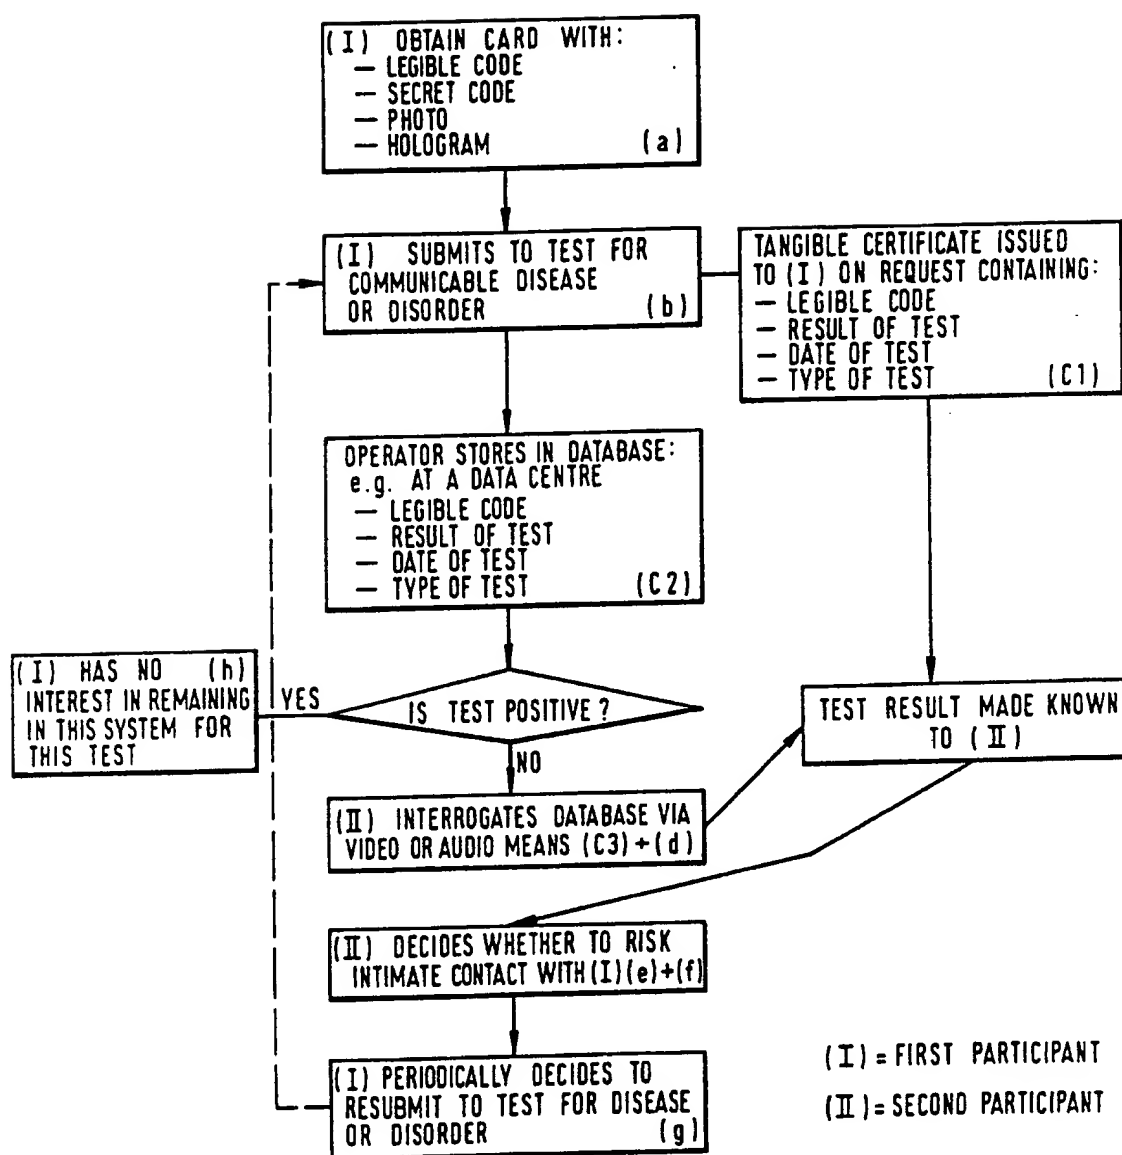 (I) OBTAIN CARD WITH:
— LEGIBLE CODE
— SECRET CODE
— PHOTO
— HOLOGRAM (a)
(I) SUBMITS TO TEST FOR
COMMUNICABLE DISEASE
OR DISORDER (b)
TANGIBLE CERTIFICATE ISSUED
TO (I) ON REQUEST CONTAINING:
— LEGIBLE CODE
— RESULT OF TEST
— DATE OF TEST
— TYPE OF TEST (C1)
OPERATOR STORES IN DATABASE:
e.g. AT A DATA CENTRE
— LEGIBLE CODE
— RESULT OF TEST
— DATE OF TEST
— TYPE OF TEST (C2)
(I) HAS NO (h)
INTEREST IN REMAINING
IN THIS SYSTEM FOR
THIS TEST
YES
IS TEST POSITIVE?
NO
TEST RESULT MADE KNOWN
TO (II)
(II) INTERROGATES DATABASE VIA
VIDEO OR AUDIO MEANS (C3)+(d)
(II) DECIDES WHETHER TO RISK
INTIMATE CONTACT WITH (I)(e)+(f)
(I) PERIODICALLY DECIDES TO
RESUBMIT TO TEST FOR DISEASE
OR DISORDER (g)
(I) = FIRST PARTICIPANT
(II) = SECOND PARTICIPANT